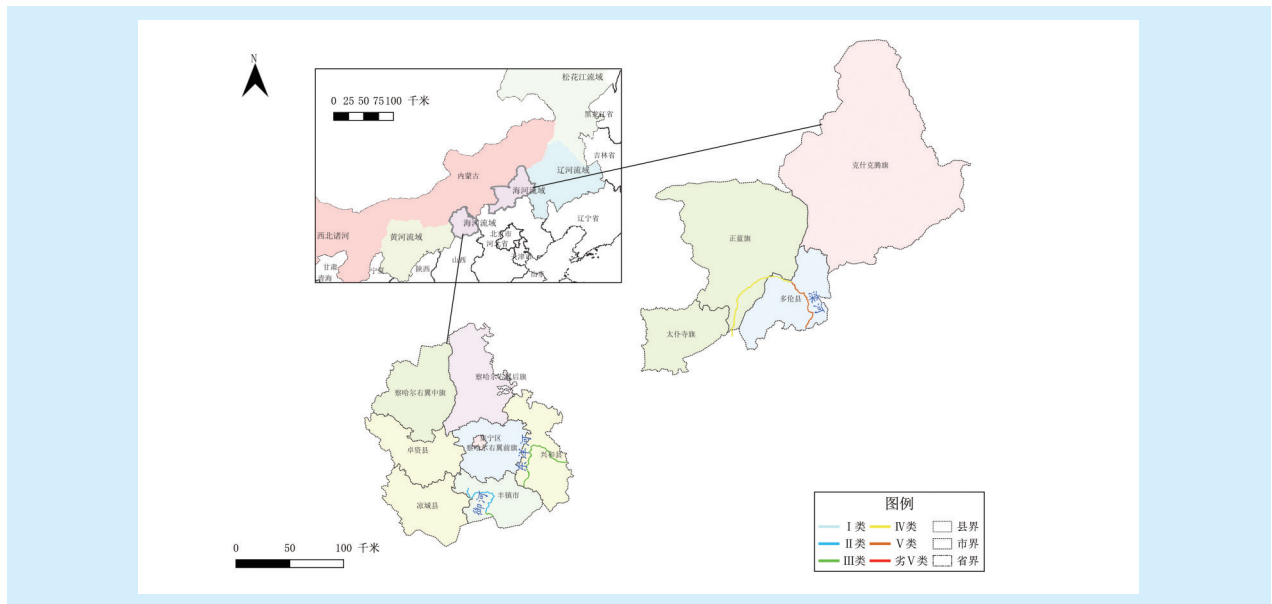 N
0 25 50 75 100 千米
松花江流域
黑龙江省
吉林省
内蒙古
辽河流域
海河流域
辽宁省
海河流域
北京市
河北省
天津市
黄河流域
西北诸河
山西
陕西
宁夏
甘肃
青海
山东
克什克腾旗
正蓝旗
多伦县
滦河
太仆寺旗
察哈尔右翼后旗
察哈尔右翼中旗
集宁区
察哈尔右翼前旗
卓资县
兴和县
丰镇市
御河
凉城县
0 50 100 千米
图例
Ⅰ类 Ⅳ类 县界
Ⅱ类 Ⅴ类 市界
Ⅲ类 劣Ⅴ类 省界